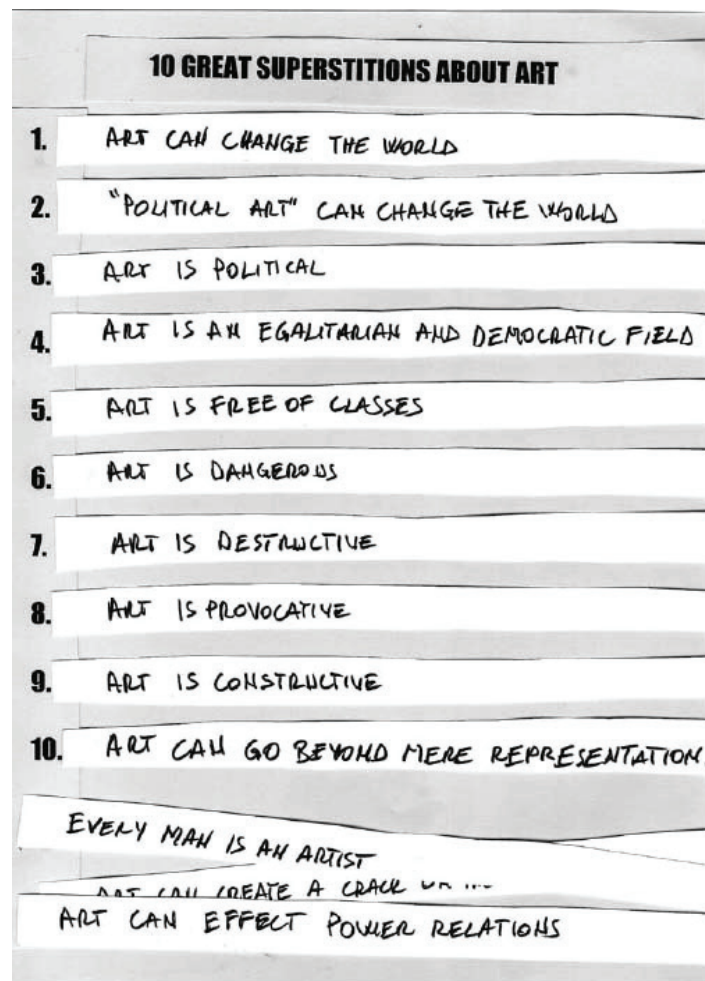 10 GREAT SUPERSTITIONS ABOUT ART
1. ART CAN CHANGE THE WORLD
2. "POLITICAL ART" CAN CHANGE THE WORLD
3. ART IS POLITICAL
4. ART IS AN EGALITARIAN AND DEMOCRATIC FIELD
5. ART IS FREE OF CLASSES
6. ART IS DANGEROUS
7. ART IS DESTRUCTIVE
8. ART IS PROVOCATIVE
9. ART IS CONSTRUCTIVE
10. ART CAN GO BEYOND MERE REPRESENTATION.
EVERY MAN IS AN ARTIST
ART CAN CREATE A CRACK
ART CAN EFFECT POWER RELATIONS